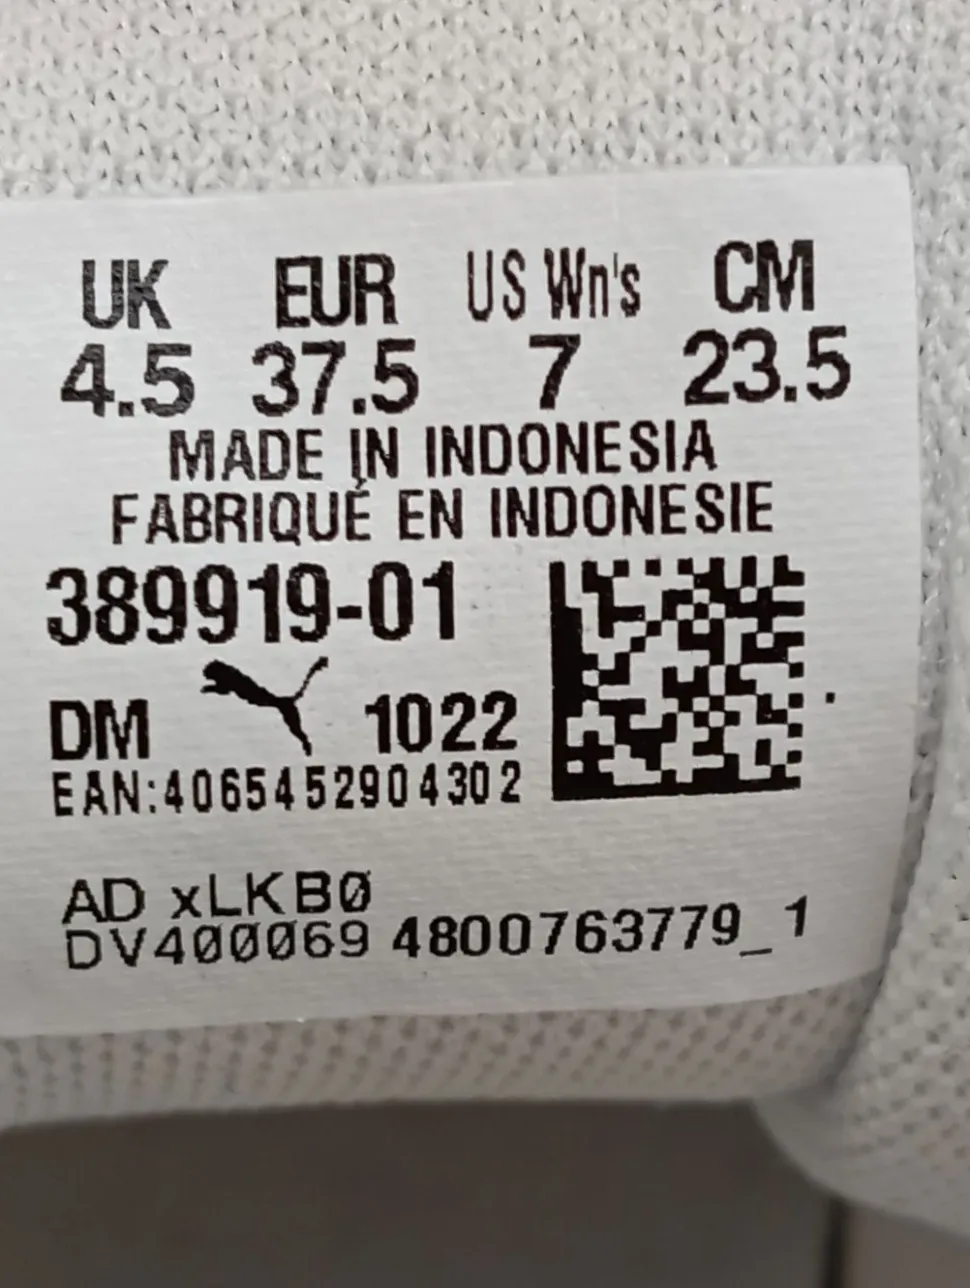 UK EUR US Wn's CM
4.5 37.5 7 23.5
MADE IN INDONESIA
FABRIQUÉ EN INDONESIE
389919-01
DM 1022
EAN:4065452904302
AD xLKB0
DV400069 4800763779_1